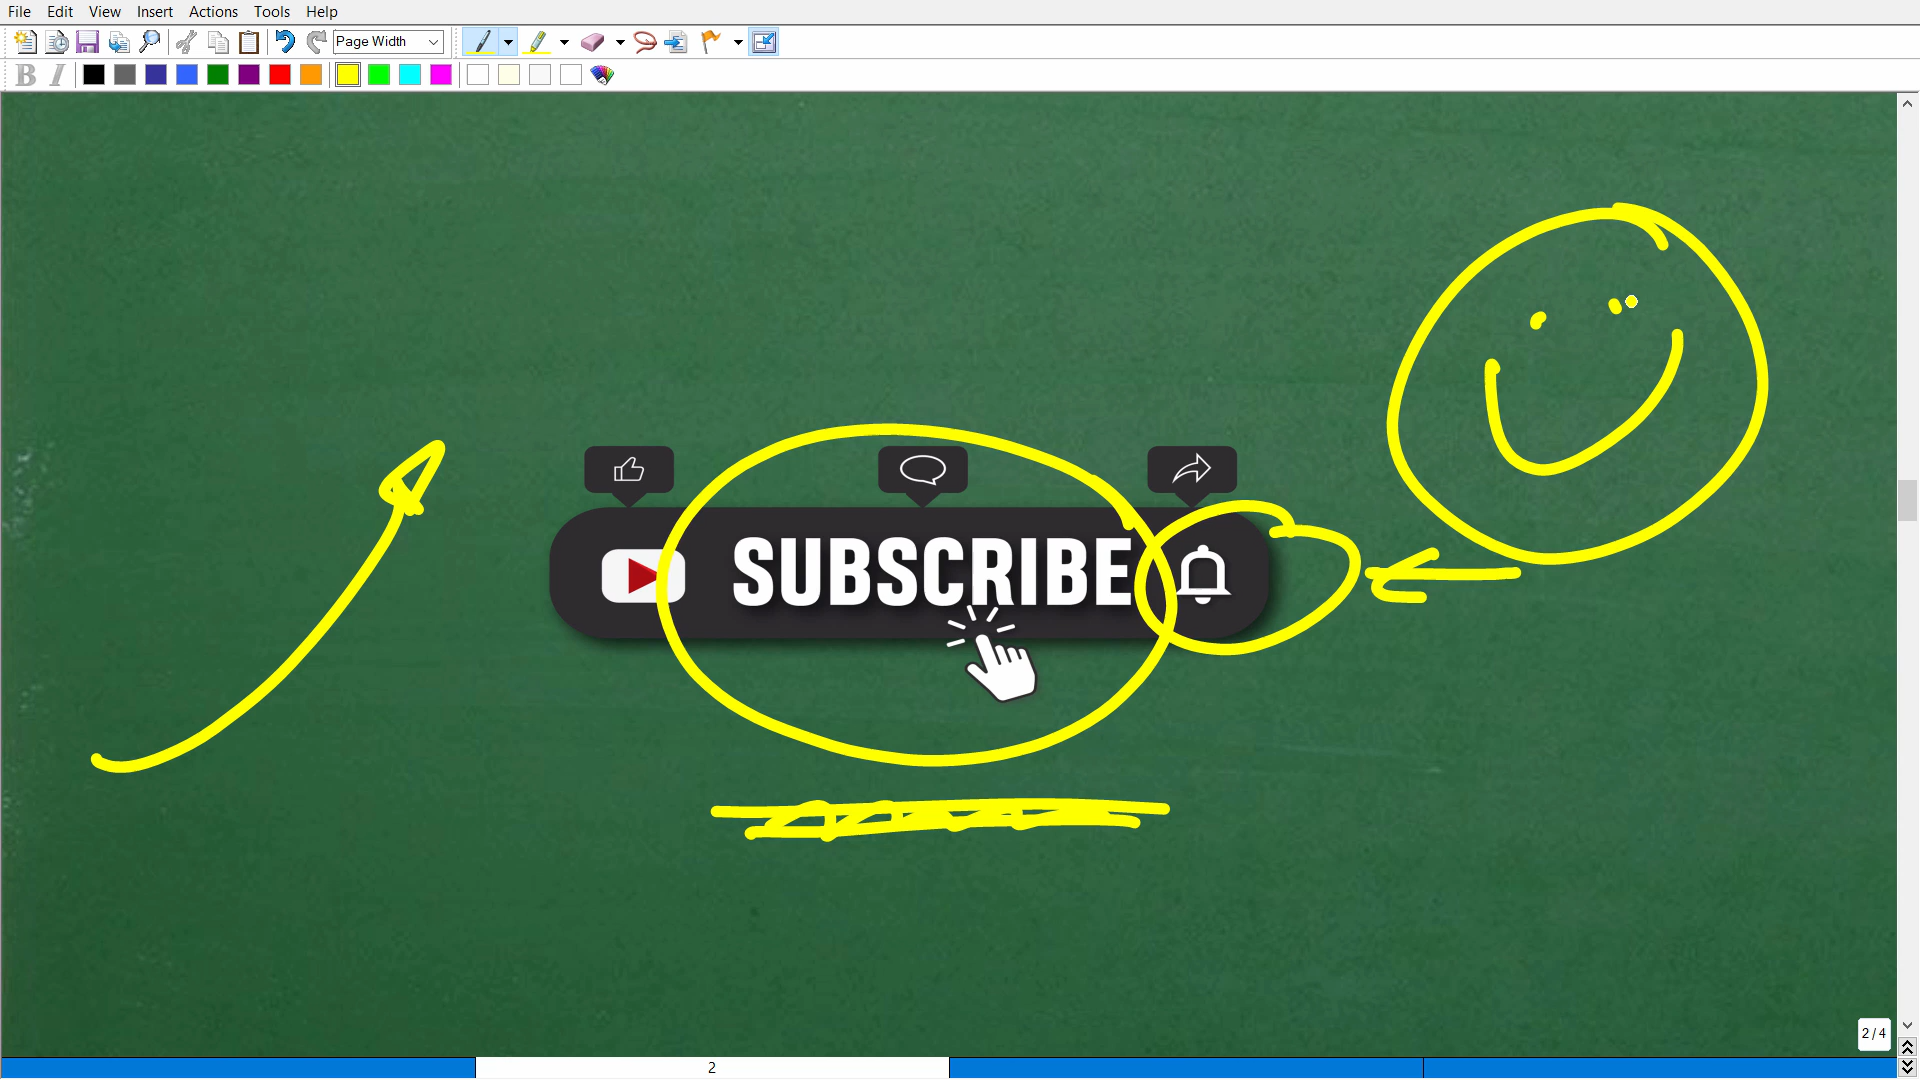 File Edit View Insert Actions Tools Help
Page Width
B I
SUBSCRIBE
2 / 4
2